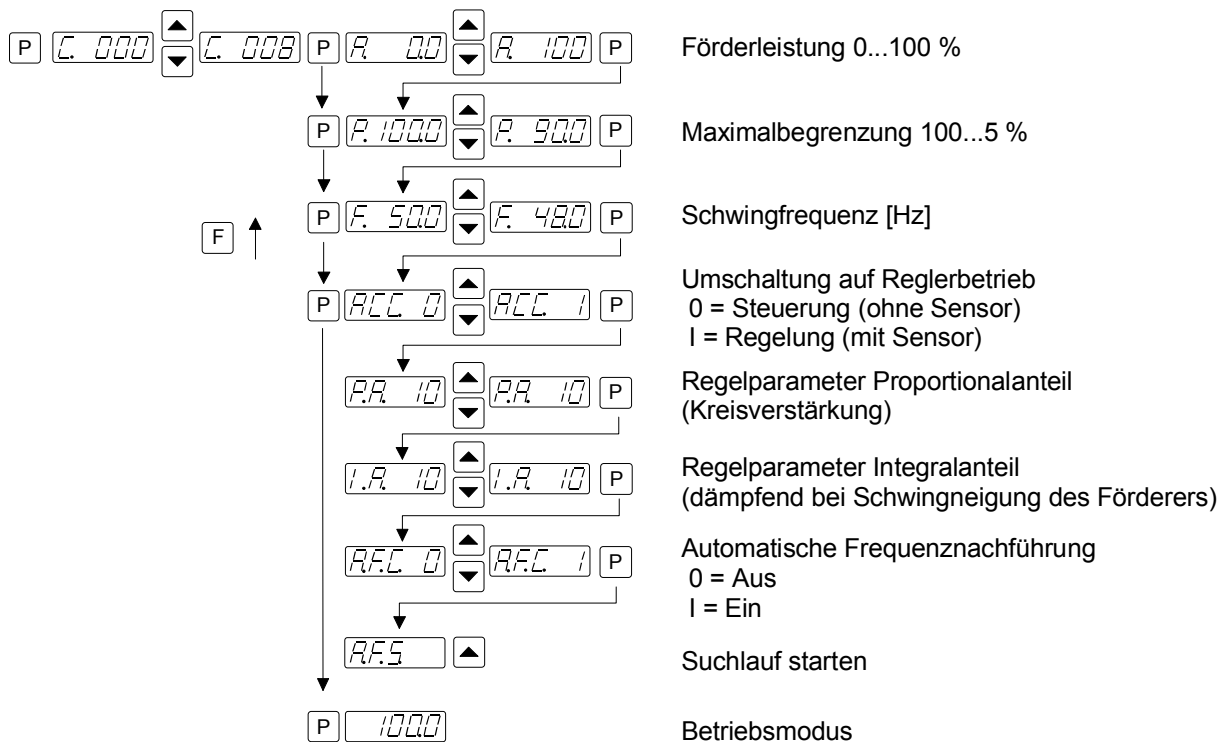 P C. 000 C. 008 P A. 0.0 A. 100 P Förderleistung 0...100 %
P P. 100.0 P. 90.0 P Maximalbegrenzung 100...5 %
P F. 50.0 F. 48.0 P Schwingfrequenz [Hz]
F
P ACC. 0 ACC. 1 P Umschaltung auf Reglerbetrieb
0 = Steuerung (ohne Sensor)
I = Regelung (mit Sensor)
P.A. 10 P.A. 10 P Regelparameter Proportionalanteil
(Kreisverstärkung)
I.A. 10 I.A. 10 P Regelparameter Integralanteil
(dämpfend bei Schwingneigung des Förderers)
A.F.C. 0 A.F.C. 1 P Automatische Frequenznachführung
0 = Aus
I = Ein
A.F.S. Suchlauf starten
P 100.0 Betriebsmodus